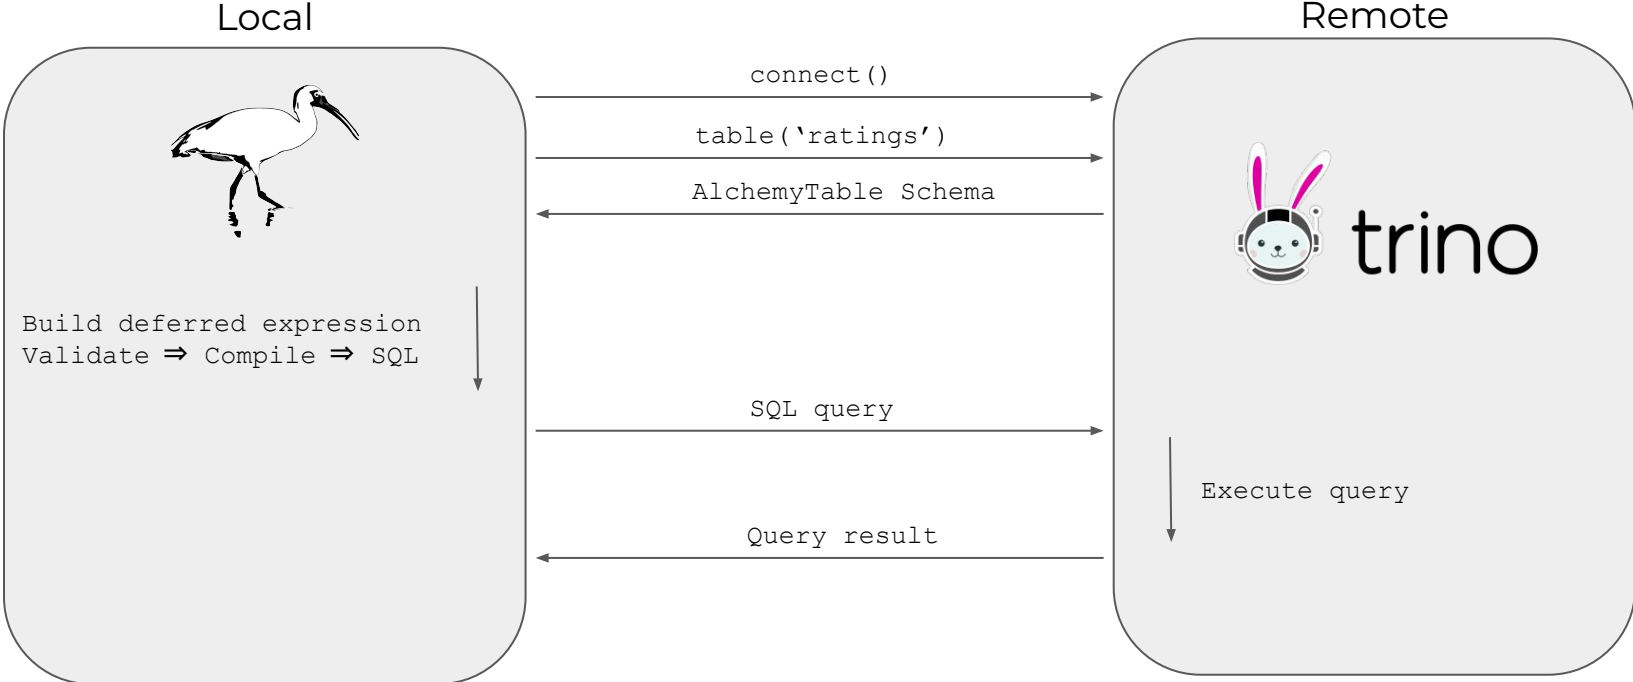 Local
Remote
connect()
table(‘ratings’)
AlchemyTable Schema
trino
Build deferred expression
Validate ⇒ Compile ⇒ SQL
SQL query
Execute query
Query result